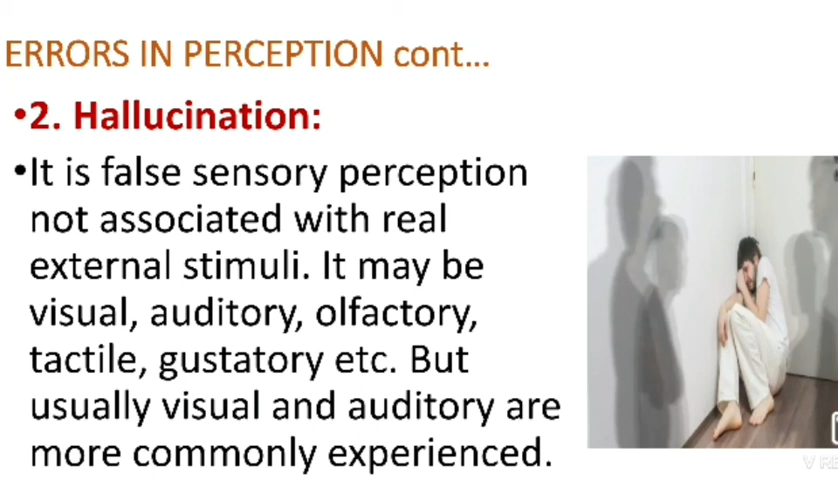 ERRORS IN PERCEPTION cont...
•2. Hallucination:
•It is false sensory perception
not associated with real
external stimuli. It may be
visual, auditory, olfactory,
tactile, gustatory etc. But
usually visual and auditory are
more commonly experienced.